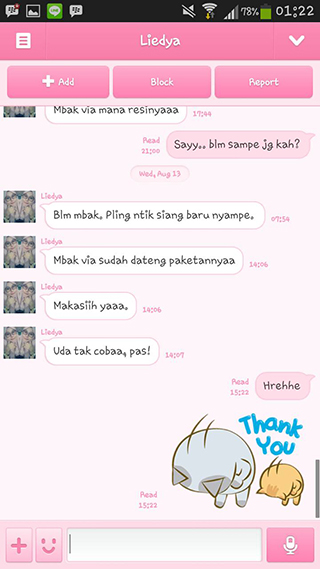 78% 01:22
Liedya
+ Add Block Report
Mbak via mana resinyaaa
17:44
Read
21:00
Sayy.. blm sampe jg kah?
Wed, Aug 13
Liedya
Blm mbak. Pling ntik siang baru nyampe.
07:54
Liedya
Mbak via sudah dateng paketannyaa
14:06
Liedya
Makasiih yaaa.
14:06
Liedya
Uda tak cobaa, pas!
14:07
Read
15:22
Hrehhe
Thank
You
Read
15:22